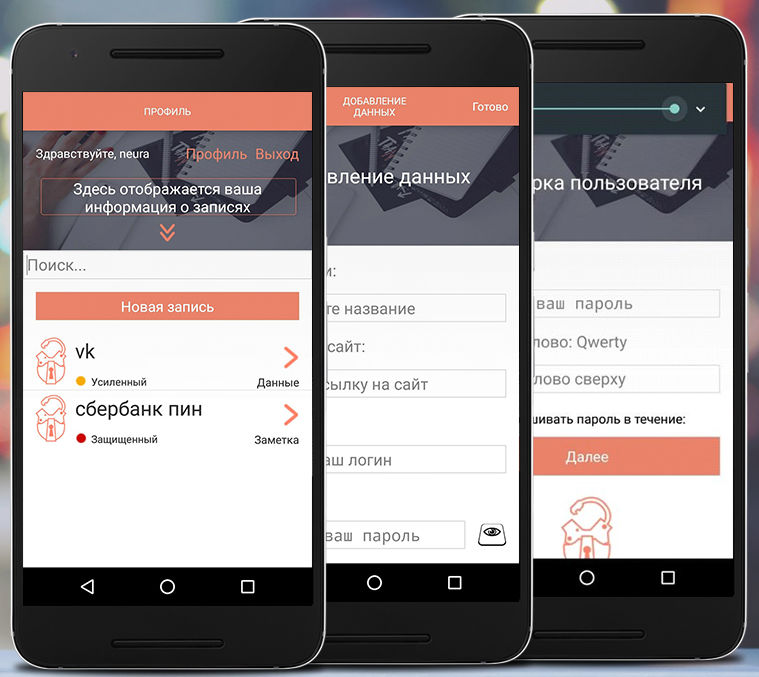 ПРОФИЛЬ
Здравствуйте, neura
Профиль Выход
Здесь отображается ваша
информация о записях
Поиск...
Новая запись
vk
Усиленный
Данные
сбербанк пин
Защищенный
Заметка
ДОБАВЛЕНИЕ
ДАННЫХ
Готово
вление данных
и:
те название
сайт:
сылку на сайт
аш логин
ваш пароль
рка пользователя
ваш пароль
лово: Qwerty
лово сверху
шивать пароль в течение:
Далее